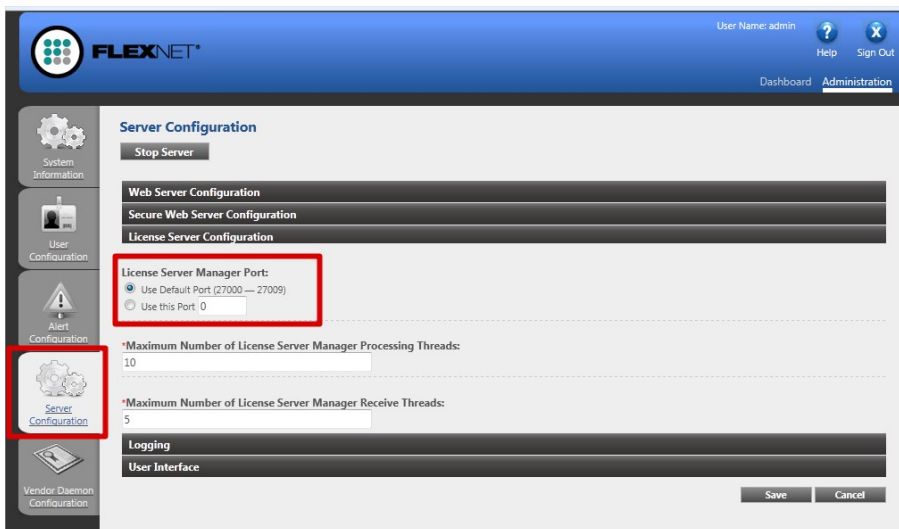 User Name: admin
Help
Sign Out
FLEXNET®
Dashboard
Administration
System
Information
User
Configuration
Alert
Configuration
Server
Configuration
Vendor Daemon
Configuration
Server Configuration
Stop Server
Web Server Configuration
Secure Web Server Configuration
License Server Configuration
License Server Manager Port:
Use Default Port (27000 — 27009)
Use this Port 0
*Maximum Number of License Server Manager Processing Threads:
10
*Maximum Number of License Server Manager Receive Threads:
5
Logging
User Interface
Save
Cancel